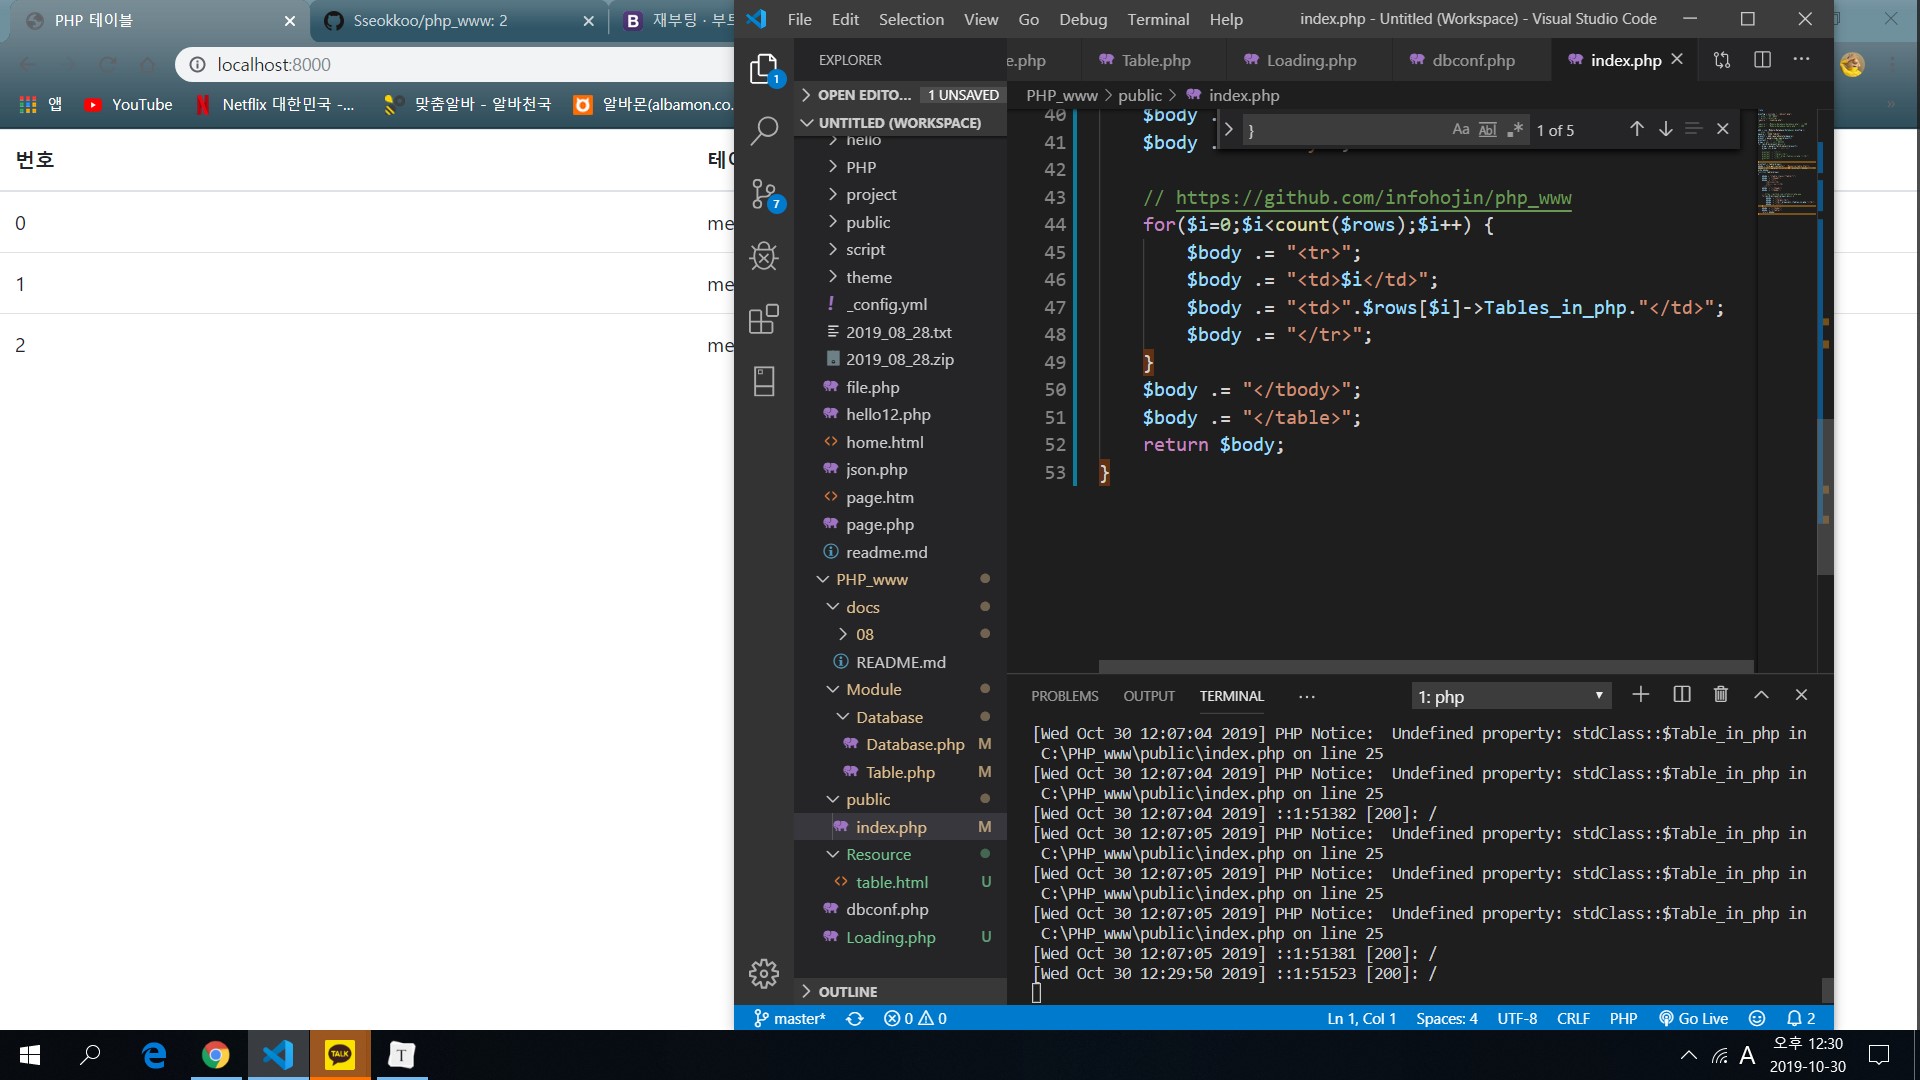 PHP 테이블
Sseokkoo/php_www: 2
재부팅 · 부트
localhost:8000
앱
YouTube
Netflix 대한민국 -...
맞춤알바 - 알바천국
알바몬(albamon.co.
번호
0
me
1
me
2
me
File Edit Selection View Go Debug Terminal Help
index.php - Untitled (Workspace) - Visual Studio Code
EXPLORER
OPEN EDITO... 1 UNSAVED
UNTITLED (WORKSPACE)
hello
PHP
project
public
script
theme
_config.yml
2019_08_28.txt
2019_08_28.zip
file.php
hello12.php
home.html
json.php
page.htm
page.php
readme.md
PHP_www
docs
08
README.md
Module
Database
Database.php M
Table.php M
public
index.php M
Resource
table.html U
dbconf.php
Loading.php U
OUTLINE
1
7
e.php Table.php Loading.php dbconf.php index.php
PHP_www > public > index.php
} Aa Abl .* 1 of 5
40 $body .
41 $body .
42
43 // https://github.com/infohojin/php_www
44 for($i=0;$i<count($rows);$i++) {
45 $body .= "<tr>";
46 $body .= "<td>$i</td>";
47 $body .= "<td>".$rows[$i]->Tables_in_php."</td>";
48 $body .= "</tr>";
49 }
50 $body .= "</tbody>";
51 $body .= "</table>";
52 return $body;
53 }
PROBLEMS OUTPUT TERMINAL ··· 1: php
[Wed Oct 30 12:07:04 2019] PHP Notice:  Undefined property: stdClass::$Table_in_php in
C:\PHP_www\public\index.php on line 25
[Wed Oct 30 12:07:04 2019] PHP Notice:  Undefined property: stdClass::$Table_in_php in
C:\PHP_www\public\index.php on line 25
[Wed Oct 30 12:07:04 2019] ::1:51382 [200]: /
[Wed Oct 30 12:07:05 2019] PHP Notice:  Undefined property: stdClass::$Table_in_php in
C:\PHP_www\public\index.php on line 25
[Wed Oct 30 12:07:05 2019] PHP Notice:  Undefined property: stdClass::$Table_in_php in
C:\PHP_www\public\index.php on line 25
[Wed Oct 30 12:07:05 2019] PHP Notice:  Undefined property: stdClass::$Table_in_php in
C:\PHP_www\public\index.php on line 25
[Wed Oct 30 12:07:05 2019] ::1:51381 [200]: /
[Wed Oct 30 12:29:50 2019] ::1:51523 [200]: /
master* 0 0 Ln 1, Col 1 Spaces: 4 UTF-8 CRLF PHP Go Live 2
TALK
T
A
오후 12:30
2019-10-30